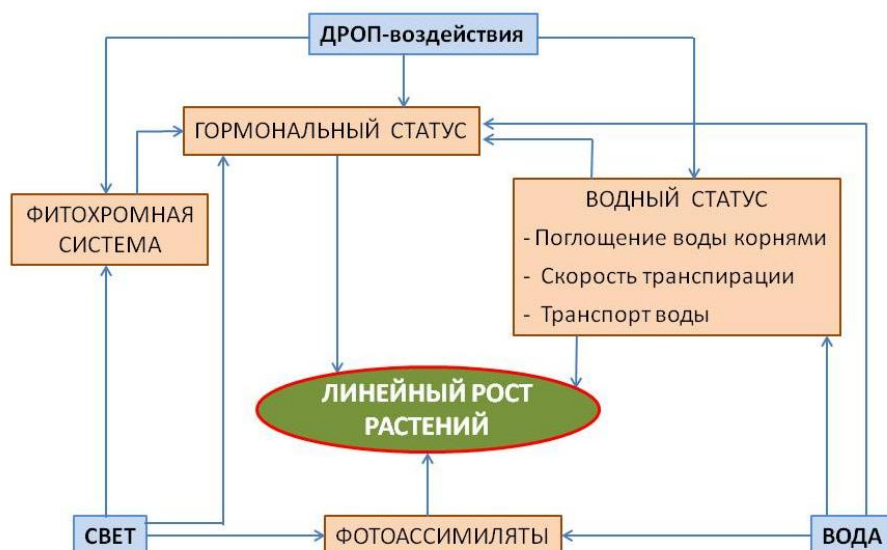 ДРОП-воздействия
ГОРМОНАЛЬНЫЙ СТАТУС
ФИТОХРОМНАЯ
СИСТЕМА
ВОДНЫЙ СТАТУС
- Поглощение воды корнями
- Скорость транспирации
- Транспорт воды
ЛИНЕЙНЫЙ РОСТ
РАСТЕНИЙ
СВЕТ
ФОТОАССИМИЛЯТЫ
ВОДА